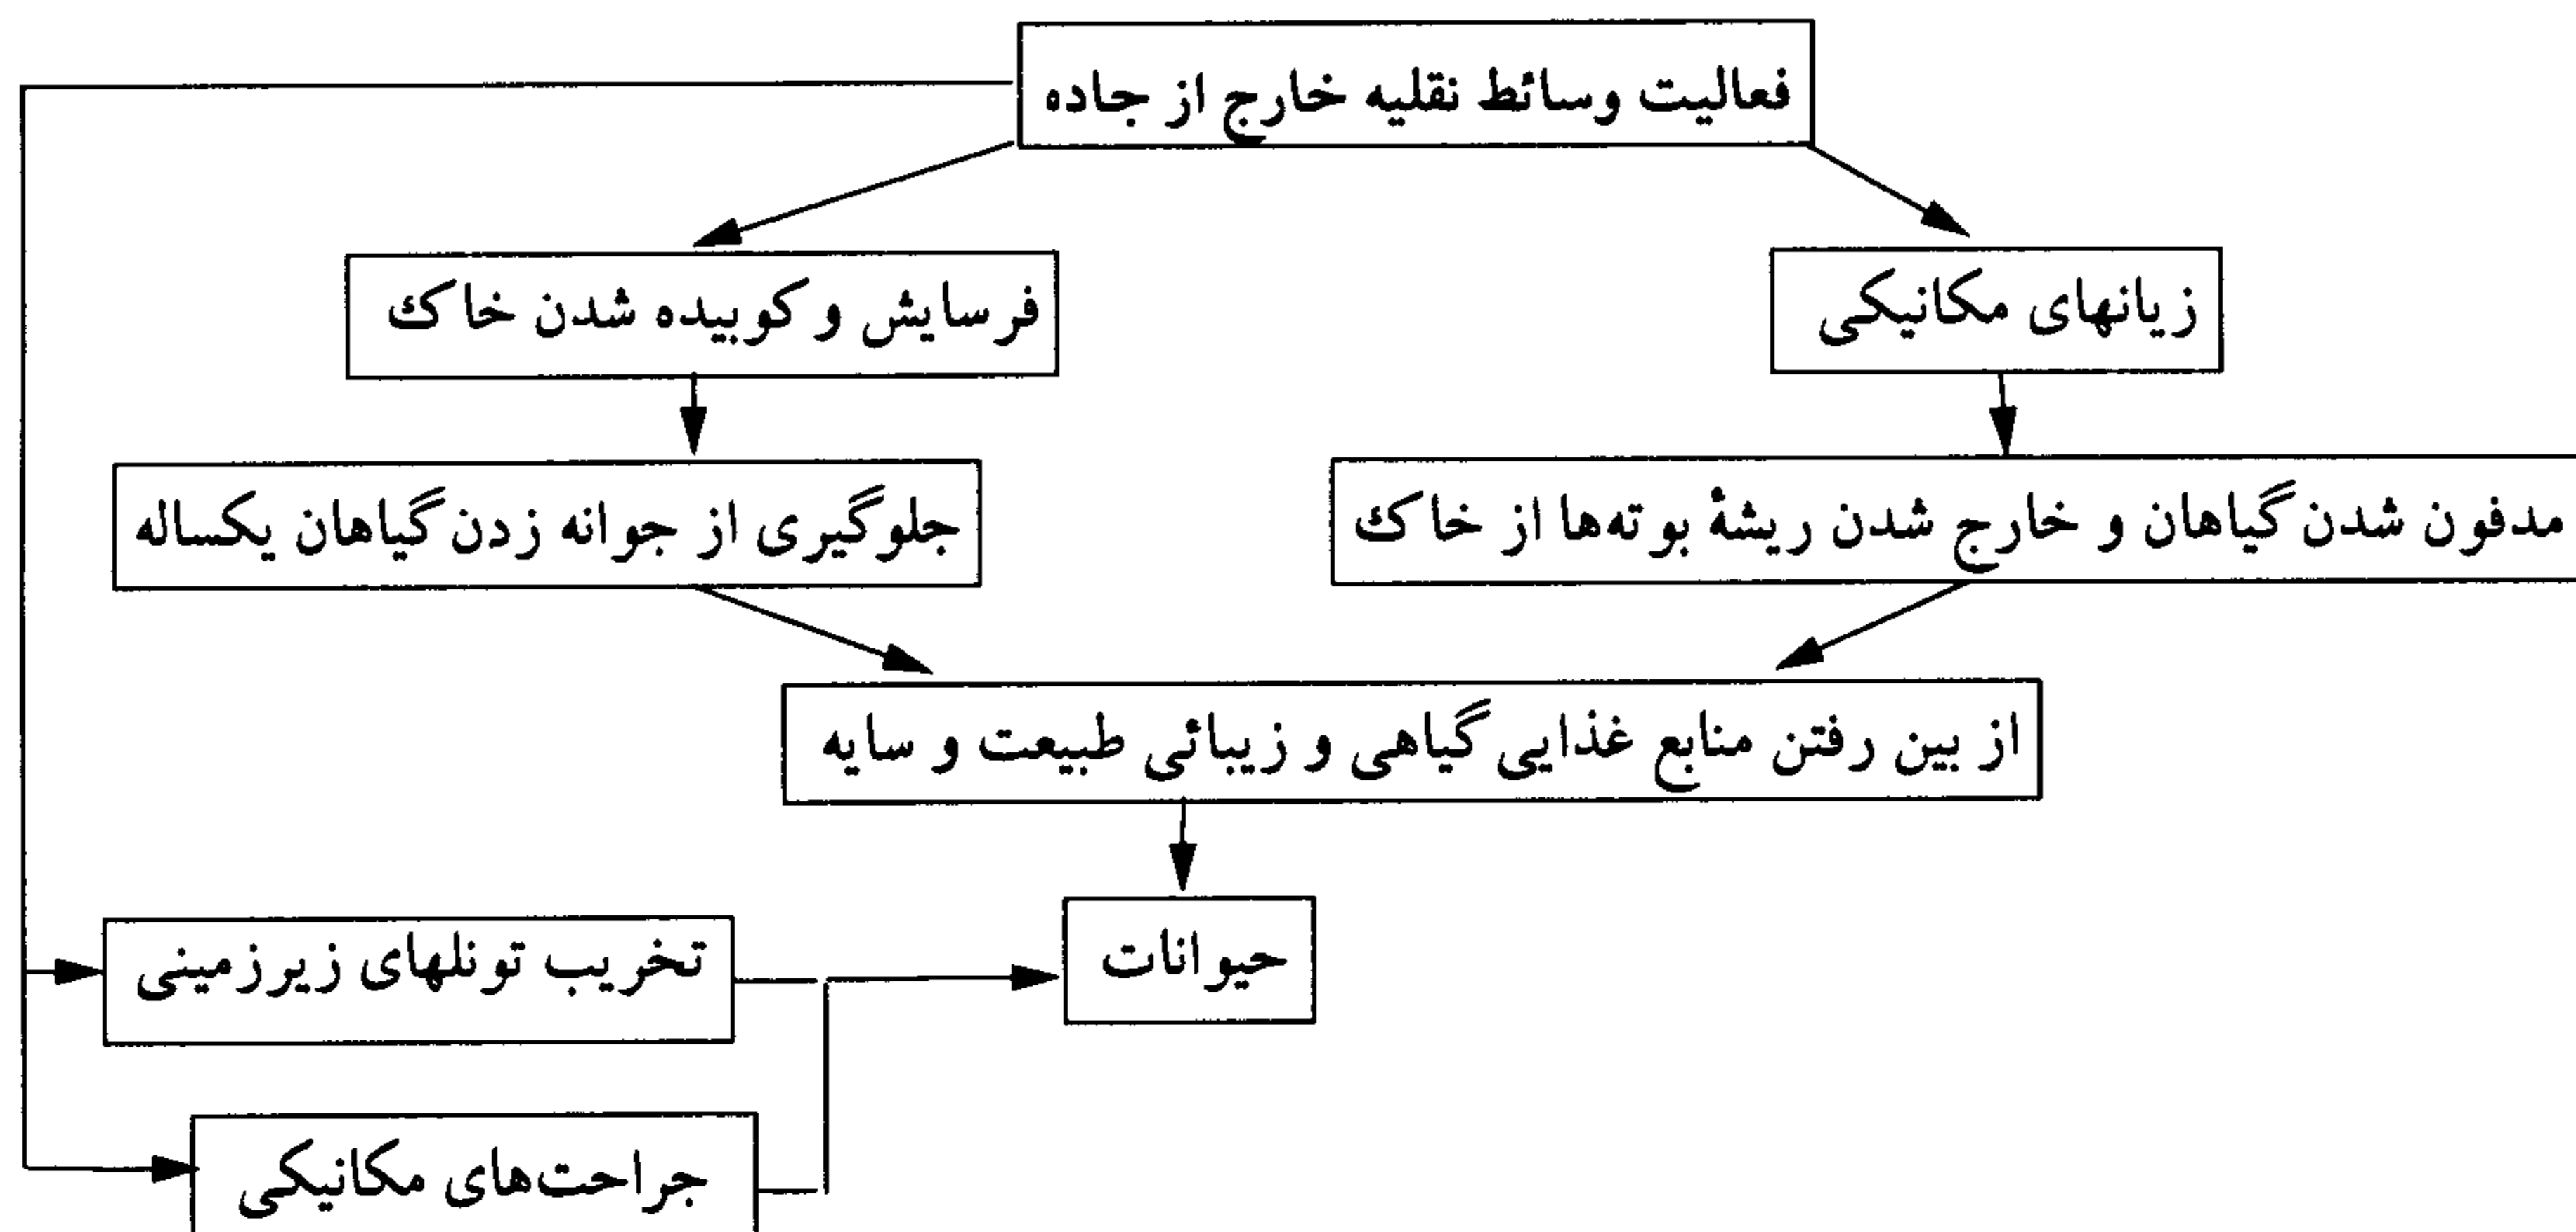 فعالیت وسائط نقلیه خارج از جاده
زیانهای مکانیکی
فرسایش و کوبیده شدن خاک
مدفون شدن گیاهان و خارج شدن ریشهٔ بوته‌ها از خاک
جلوگیری از جوانه زدن گیاهان یکساله
از بین رفتن منابع غذایی گیاهی و زیبائی طبیعت و سایه
حیوانات
تخریب تونلهای زیرزمینی
جراحت‌های مکانیکی